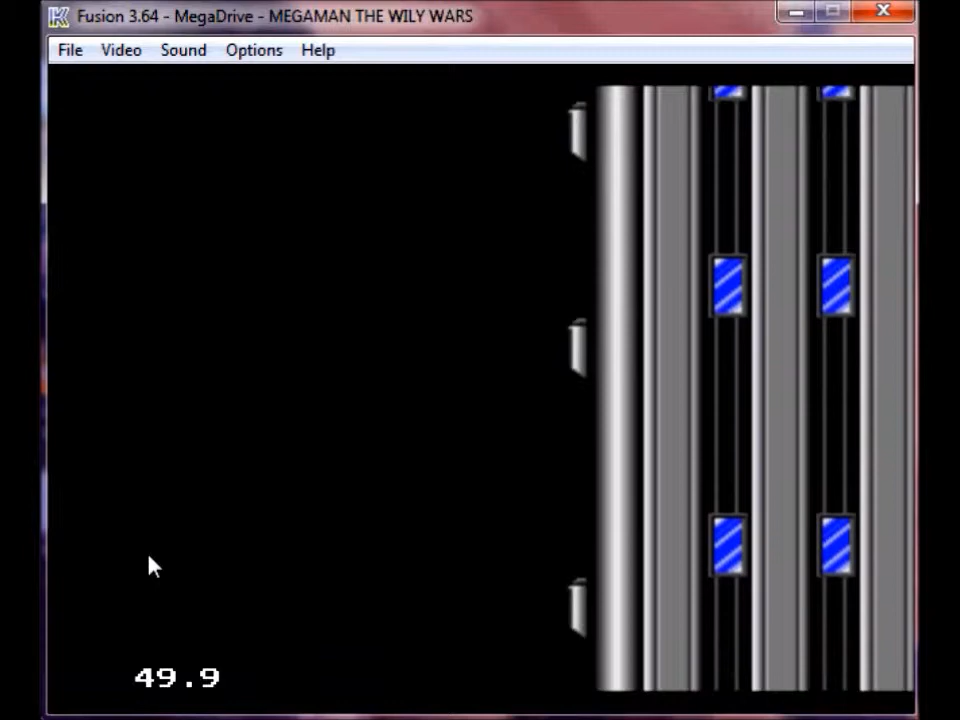 Fusion 3.64 - MegaDrive - MEGAMAN THE WILY WARS
File Video Sound Options Help
49.9